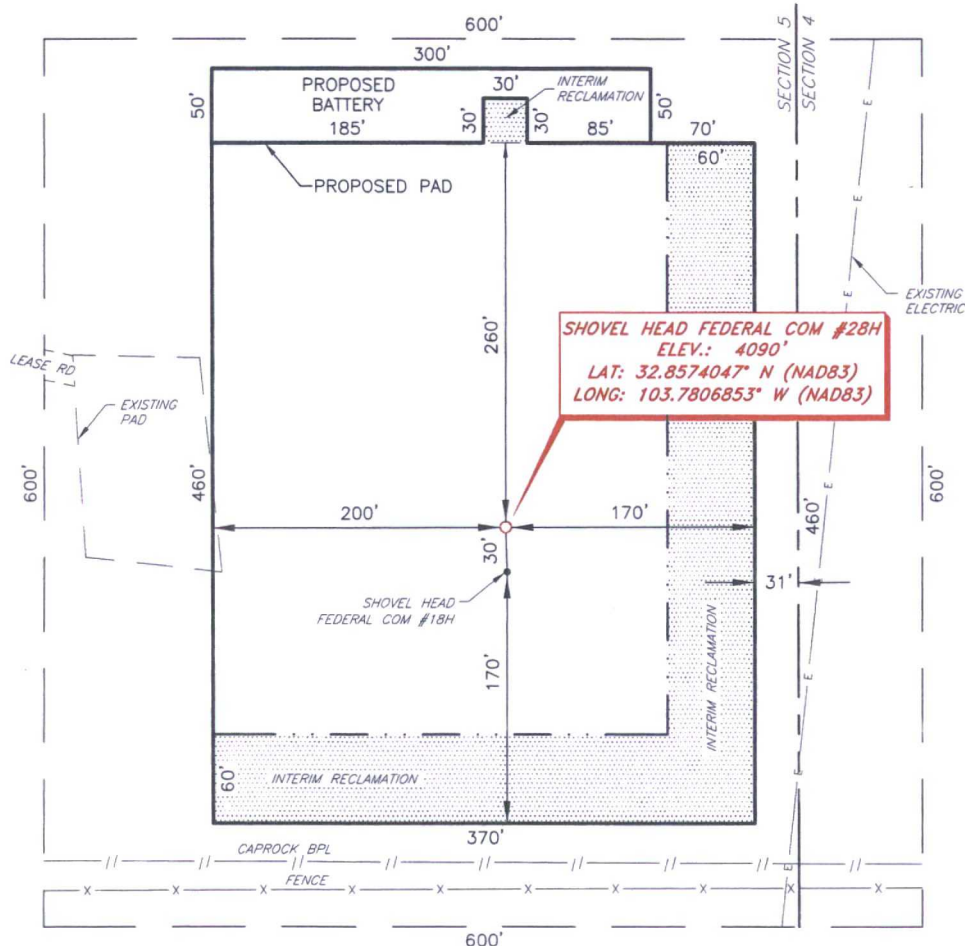 600'
300'
SECTION 5
SECTION 4
50'
PROPOSED
BATTERY
30'
INTERIM
RECLAMATION
50'
185'
30'
30'
85'
70'
60'
PROPOSED PAD
E
E
E
EXISTING
ELECTRIC
260'
SHOVEL HEAD FEDERAL COM #28H
ELEV.: 4090'
LAT: 32.8574047° N (NAD83)
LONG: 103.7806853° W (NAD83)
LEASE RD
EXISTING
PAD
E
E
600'
460'
200'
170'
460'
600'
30'
31'
SHOVEL HEAD
FEDERAL COM #18H
E
170'
INTERIM RECLAMATION
E
60'
INTERIM RECLAMATION
E
370'
CAPROCK BPL
// // // // // // // //
E
FENCE
X X X X X X X X X X
600'